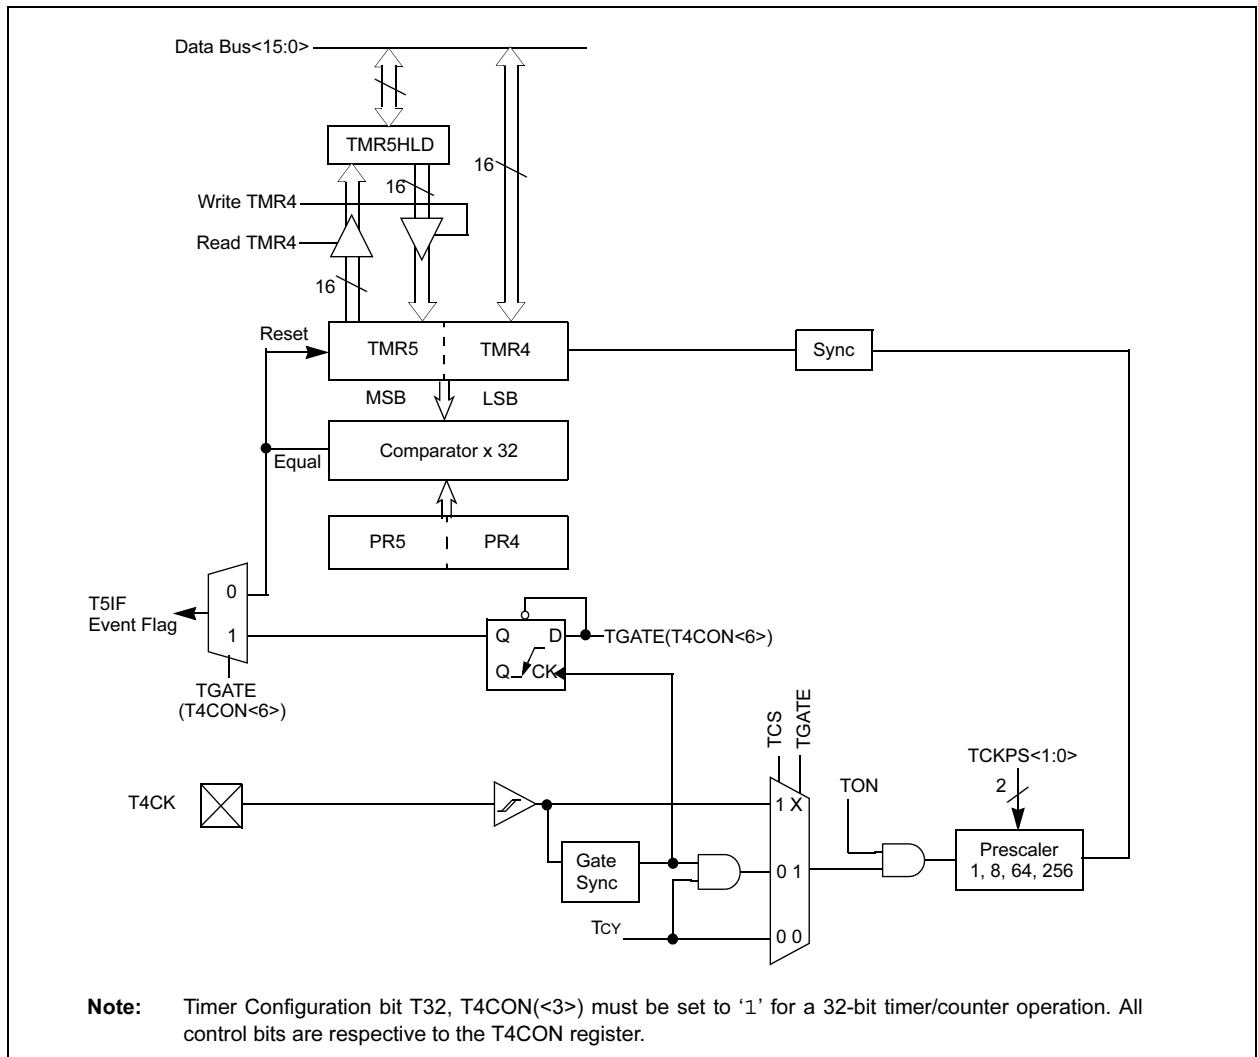 Data Bus<15:0>
TMR5HLD
16
16
Write TMR4
Read TMR4
16
Reset
TMR5 TMR4
Sync
MSB LSB
Comparator x 32
Equal
PR5 PR4
0
T5IF
Event Flag
1
Q D
TGATE(T4CON<6>)
Q CK
TGATE
(T4CON<6>)
TCS
TGATE
TCKPS<1:0>
2
TON
T4CK
1 X
Prescaler
1, 8, 64, 256
Gate
Sync
0 1
TCY
0 0
Note: Timer Configuration bit T32, T4CON(<3>) must be set to ‘1’ for a 32-bit timer/counter operation. All
control bits are respective to the T4CON register.